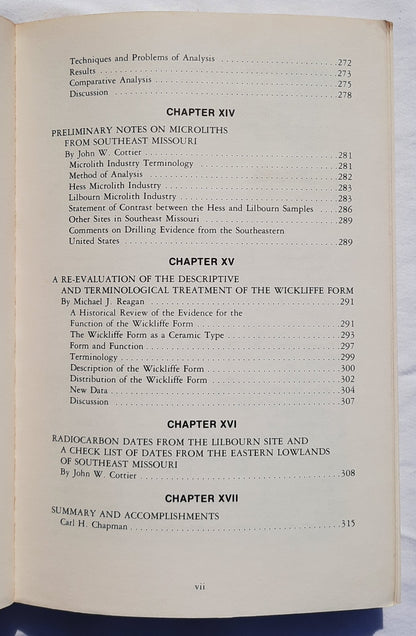 Techniques and Problems of Analysis . . . . . . . . . . . . . . . . . . . . . 272
Results . . . . . . . . . . . . . . . . . . . . . . . . . . . . . . . . . . . . . . . . . . 273
Comparative Analysis . . . . . . . . . . . . . . . . . . . . . . . . . . . . . . . 275
Discussion . . . . . . . . . . . . . . . . . . . . . . . . . . . . . . . . . . . . . . . 278
CHAPTER XIV
PRELIMINARY NOTES ON MICROLITHS
FROM SOUTHEAST MISSOURI
By John W. Cottier . . . . . . . . . . . . . . . . . . . . . . . . . . . . . . . . . 281
Microlith Industry Terminology . . . . . . . . . . . . . . . . . . . . . . . 281
Method of Analysis . . . . . . . . . . . . . . . . . . . . . . . . . . . . . . . . 282
Hess Microlith Industry . . . . . . . . . . . . . . . . . . . . . . . . . . . . . 283
Lilbourn Microlith Industry . . . . . . . . . . . . . . . . . . . . . . . . . . 283
Statement of Contrast between the Hess and Lilbourn Samples . . . 286
Other Sites in Southeast Missouri . . . . . . . . . . . . . . . . . . . . . . 289
Comments on Drilling Evidence from the Southeastern
United States . . . . . . . . . . . . . . . . . . . . . . . . . . . . . . . . . . . . 289
CHAPTER XV
A RE-EVALUATION OF THE DESCRIPTIVE
AND TERMINOLOGICAL TREATMENT OF THE WICKLIFFE FORM
By Michael J. Reagan . . . . . . . . . . . . . . . . . . . . . . . . . . . . . . . 291
A Historical Review of the Evidence for the
Function of the Wickliffe Form . . . . . . . . . . . . . . . . . . . . . . . . 291
The Wickliffe Form as a Ceramic Type . . . . . . . . . . . . . . . . . . 293
Form and Function . . . . . . . . . . . . . . . . . . . . . . . . . . . . . . . . 297
Terminology . . . . . . . . . . . . . . . . . . . . . . . . . . . . . . . . . . . . . 299
Description of the Wickliffe Form . . . . . . . . . . . . . . . . . . . . . . 300
Distribution of the Wickliffe Form . . . . . . . . . . . . . . . . . . . . . 302
New Data . . . . . . . . . . . . . . . . . . . . . . . . . . . . . . . . . . . . . . . 304
Discussion . . . . . . . . . . . . . . . . . . . . . . . . . . . . . . . . . . . . . . 307
CHAPTER XVI
RADIOCARBON DATES FROM THE LILBOURN SITE AND
A CHECK LIST OF DATES FROM THE EASTERN LOWLANDS
OF SOUTHEAST MISSOURI
By John W. Cottier . . . . . . . . . . . . . . . . . . . . . . . . . . . . . . . . . 308
CHAPTER XVII
SUMMARY AND ACCOMPLISHMENTS
Carl H. Chapman . . . . . . . . . . . . . . . . . . . . . . . . . . . . . . . . . . 315
vii